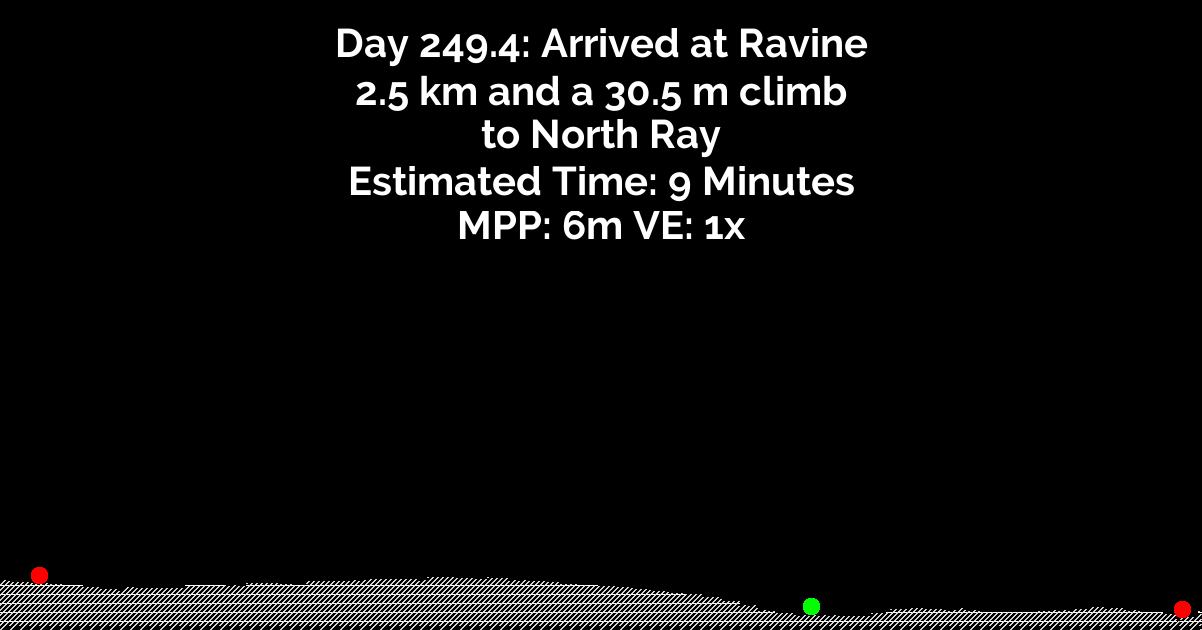 Day 249.4: Arrived at Ravine
2.5 km and a 30.5 m climb
to North Ray
Estimated Time: 9 Minutes
MPP: 6m VE: 1x